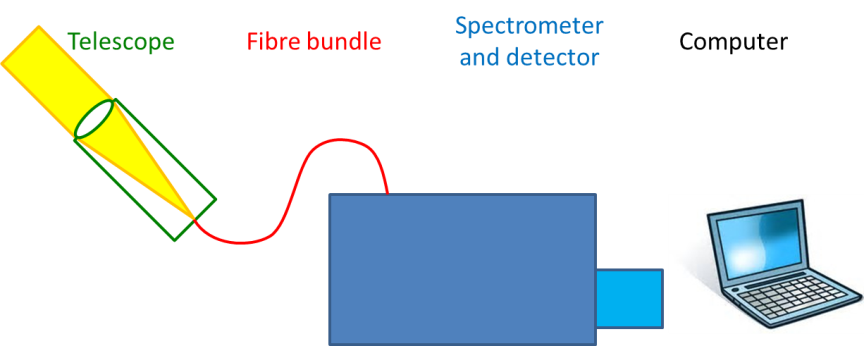 Telescope
Fibre bundle
Spectrometer
and detector
Computer